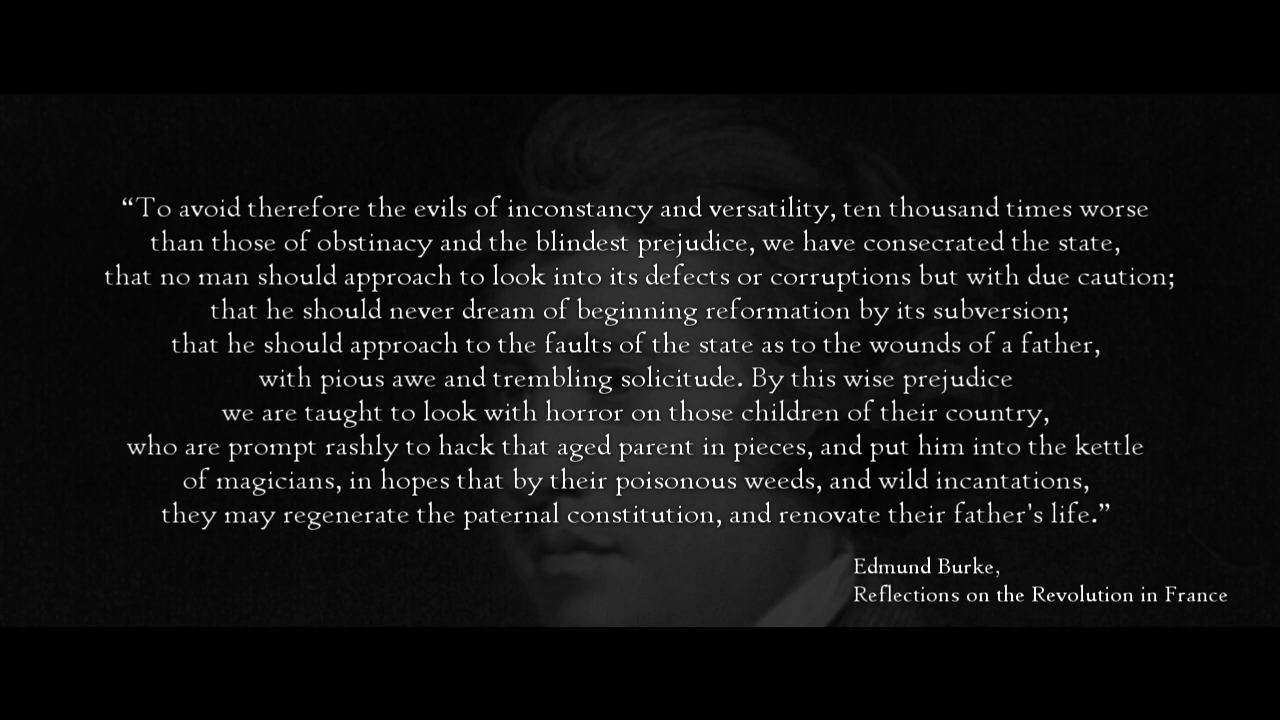 “To avoid therefore the evils of inconstancy and versatility, ten thousand times worse
than those of obstinacy and the blindest prejudice, we have consecrated the state,
that no man should approach to look into its defects or corruptions but with due caution;
that he should never dream of beginning reformation by its subversion;
that he should approach to the faults of the state as to the wounds of a father,
with pious awe and trembling solicitude. By this wise prejudice
we are taught to look with horror on those children of their country,
who are prompt rashly to hack that aged parent in pieces, and put him into the kettle
of magicians, in hopes that by their poisonous weeds, and wild incantations,
they may regenerate the paternal constitution, and renovate their father's life.”
Edmund Burke,
Reflections on the Revolution in France